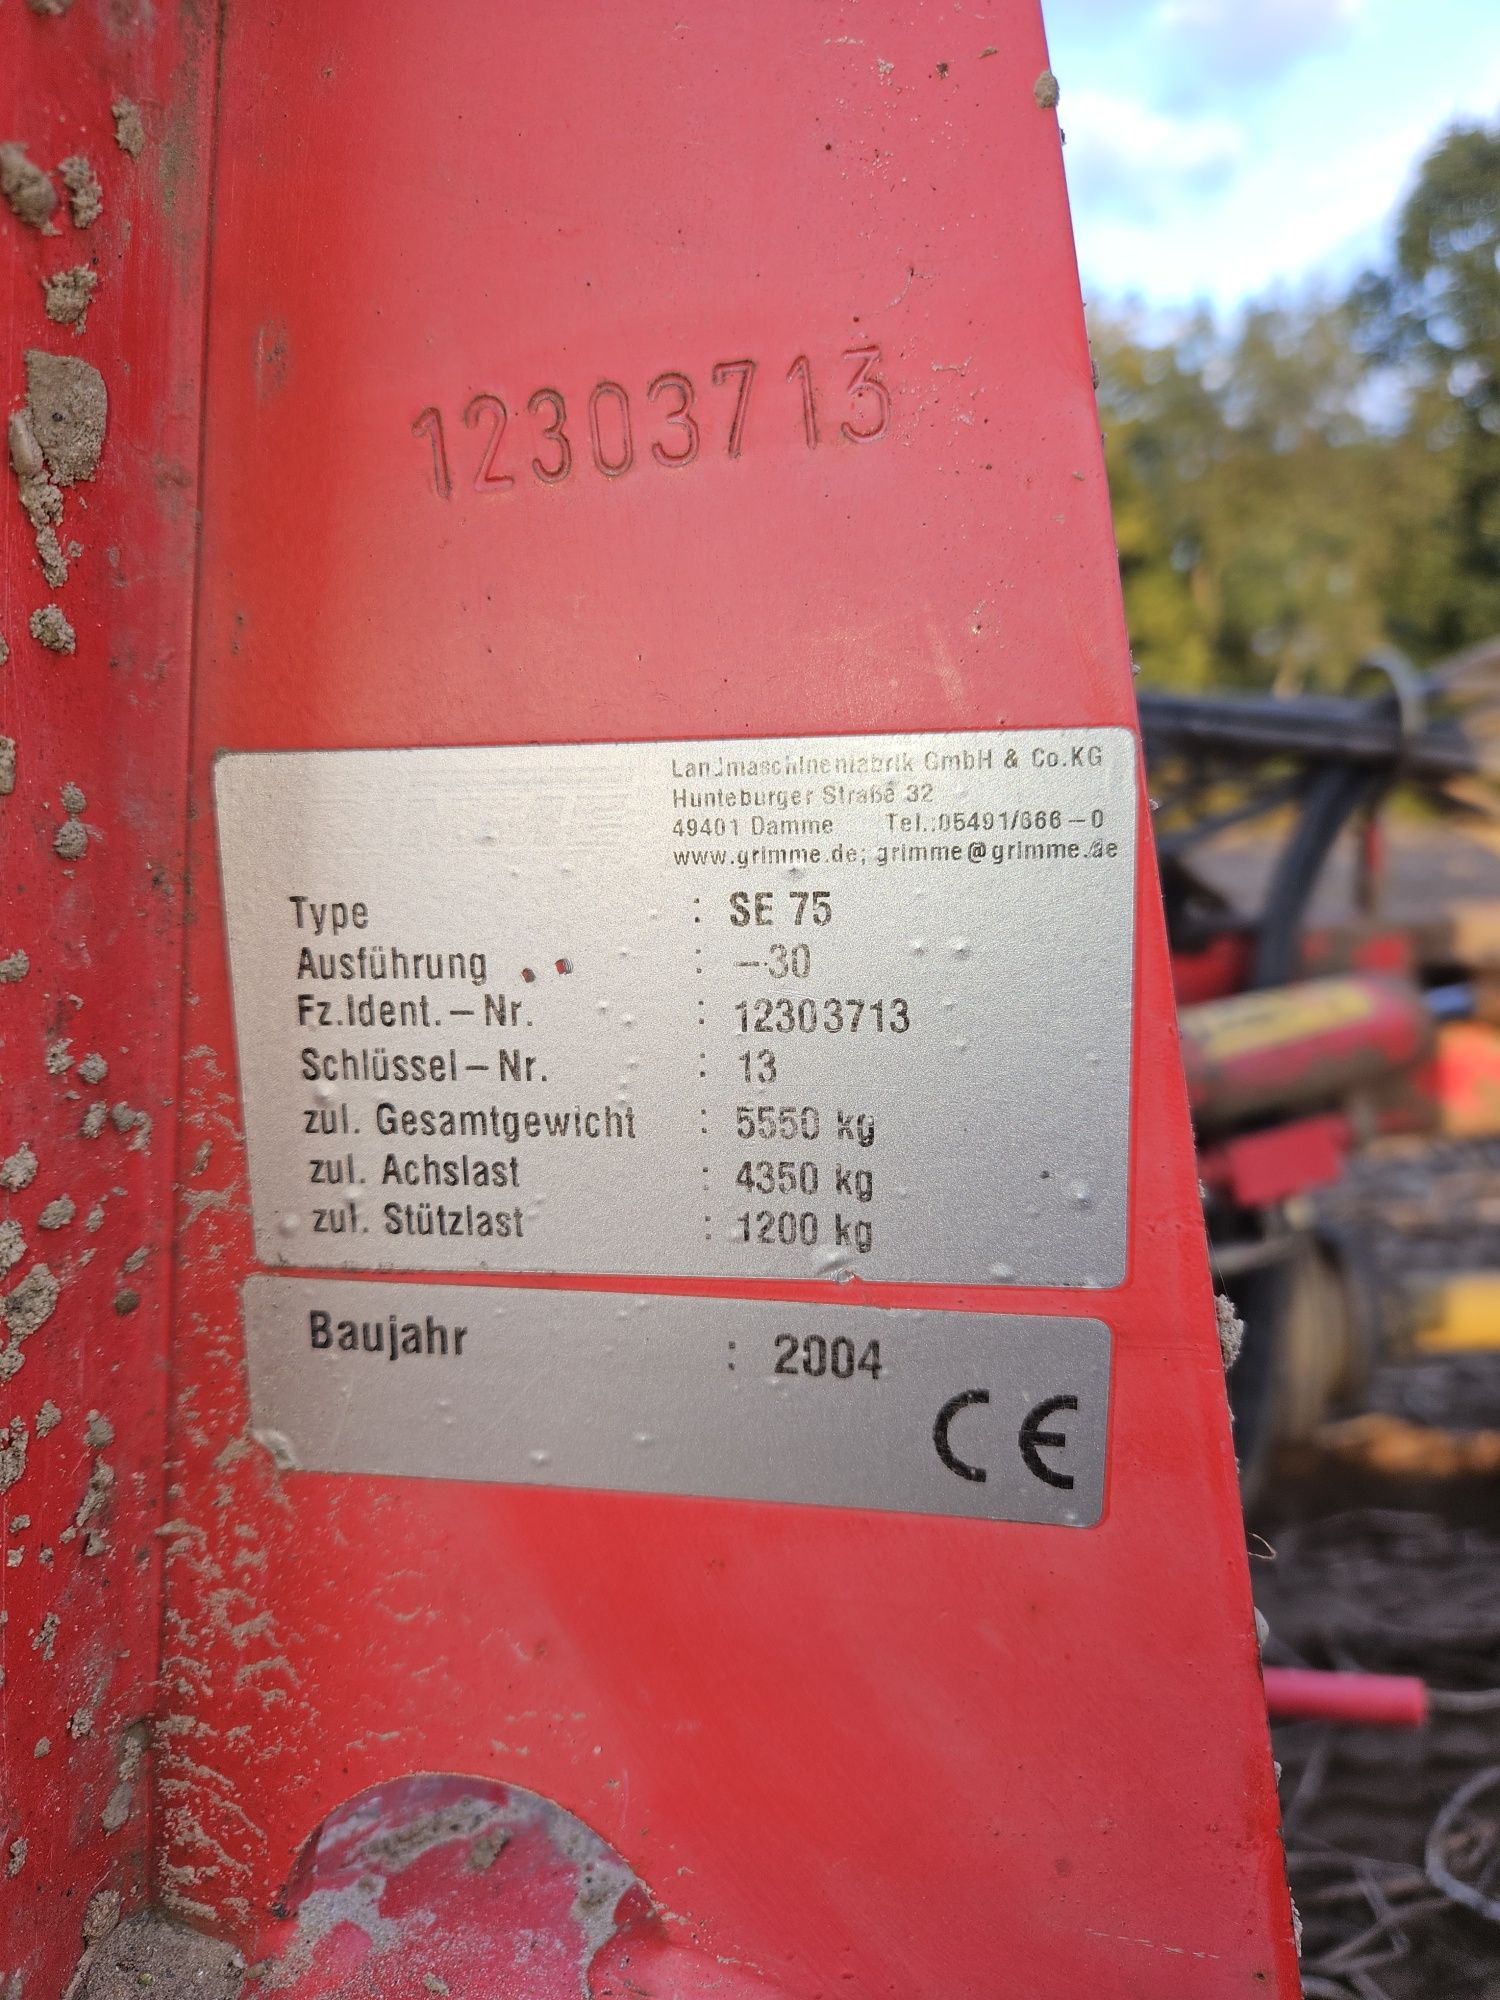 12303713
Landmaschinenfabrik GmbH & Co.KG
Hunteburger Straße 32
49401 Damme Tel.:05491/666-0
www.grimme.de; grimme@grimme.de
Type : SE 75
Ausführung : -30
Fz.Ident.-Nr. : 12303713
Schlüssel-Nr. : 13
zul. Gesamtgewicht : 5550 kg
zul. Achslast : 4350 kg
zul. Stützlast : 1200 kg
Baujahr : 2004
CE